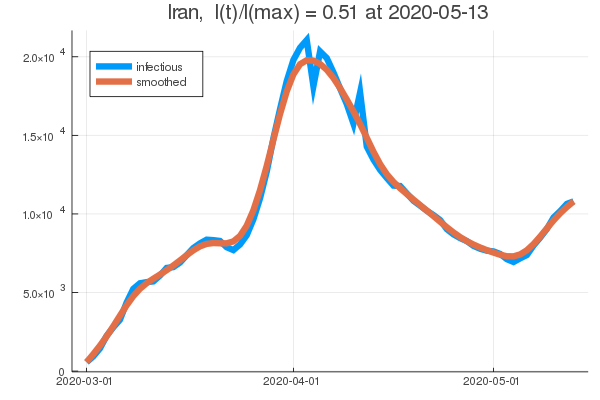 Iran, I(t)/I(max) = 0.51 at 2020-05-13
infectious
smoothed
2.0×10⁴
1.5×10⁴
1.0×10⁴
5.0×10³
0
2020-03-01 2020-04-01 2020-05-01